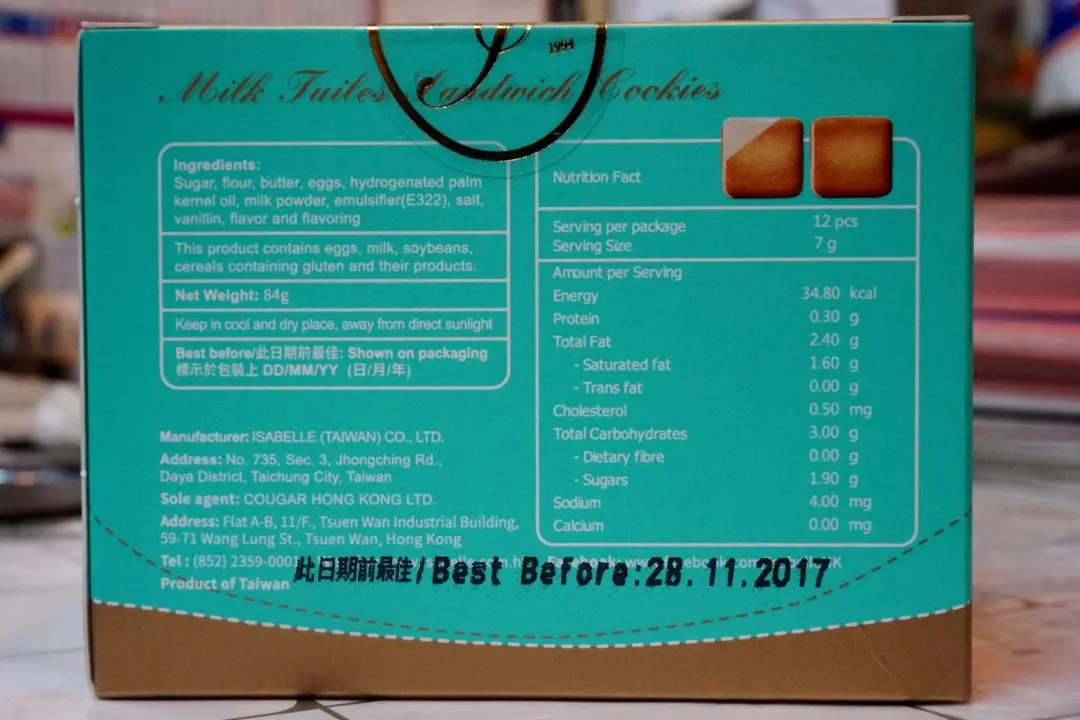 1994
Milk Tuiles Sandwich Cookies
Ingredients:
Sugar, flour, butter, eggs, hydrogenated palm
kernel oil, milk powder, emulsifier(E322), salt,
vanillin, flavor and flavoring
This product contains eggs, milk, soybeans,
cereals containing gluten and their products.
Net Weight: 84g
Keep in cool and dry place, away from direct sunlight
Best before/此日期前最佳: Shown on packaging
標示於包裝上 DD/MM/YY (日/月/年)
Manufacturer: ISABELLE (TAIWAN) CO., LTD.
Address: No. 735, Sec. 3, Jhongching Rd.,
Daya District, Taichung City, Taiwan
Sole agent: COUGAR HONG KONG LTD.
Address: Flat A-B, 11/F., Tsuen Wan Industrial Building,
59-71 Wang Lung St., Tsuen Wan, Hong Kong
Tel : (852) 2359-000
Product of Taiwan
此日期前最佳/Best Before:28.11.2017
Nutrition Fact
Serving per package 12 pcs
Serving Size 7 g
Amount per Serving
Energy 34.80 kcal
Protein 0.30 g
Total Fat 2.40 g
- Saturated fat 1.60 g
- Trans fat 0.00 g
Cholesterol 0.50 mg
Total Carbohydrates 3.00 g
- Dietary fibre 0.00 g
- Sugars 1.90 g
Sodium 4.00 mg
Calcium 0.00 mg